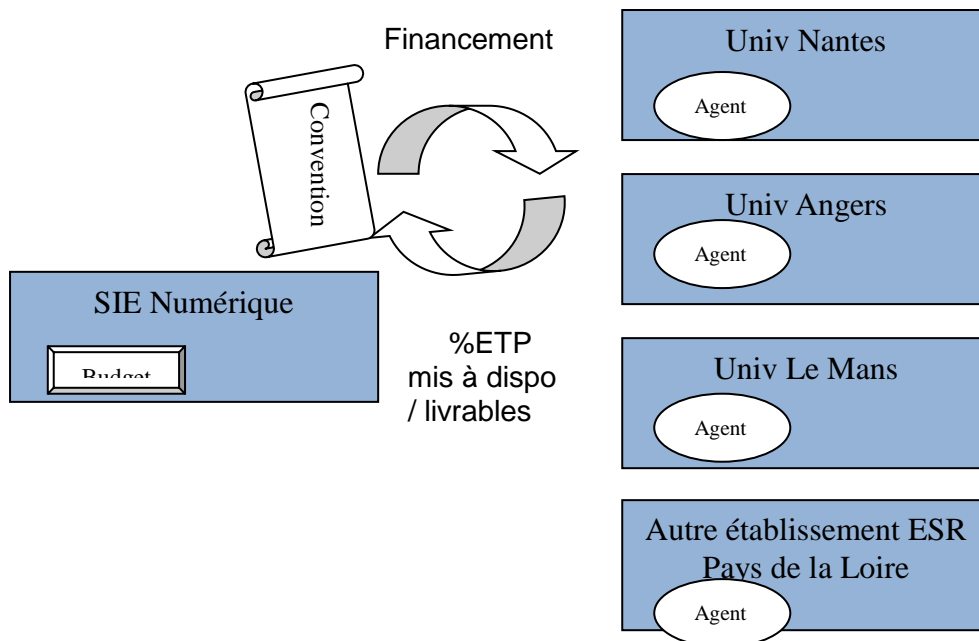 Financement
Convention
SIE Numérique
Budget
%ETP
mis à dispo
/ livrables
Univ Nantes
Agent
Univ Angers
Agent
Univ Le Mans
Agent
Autre établissement ESR
Pays de la Loire
Agent